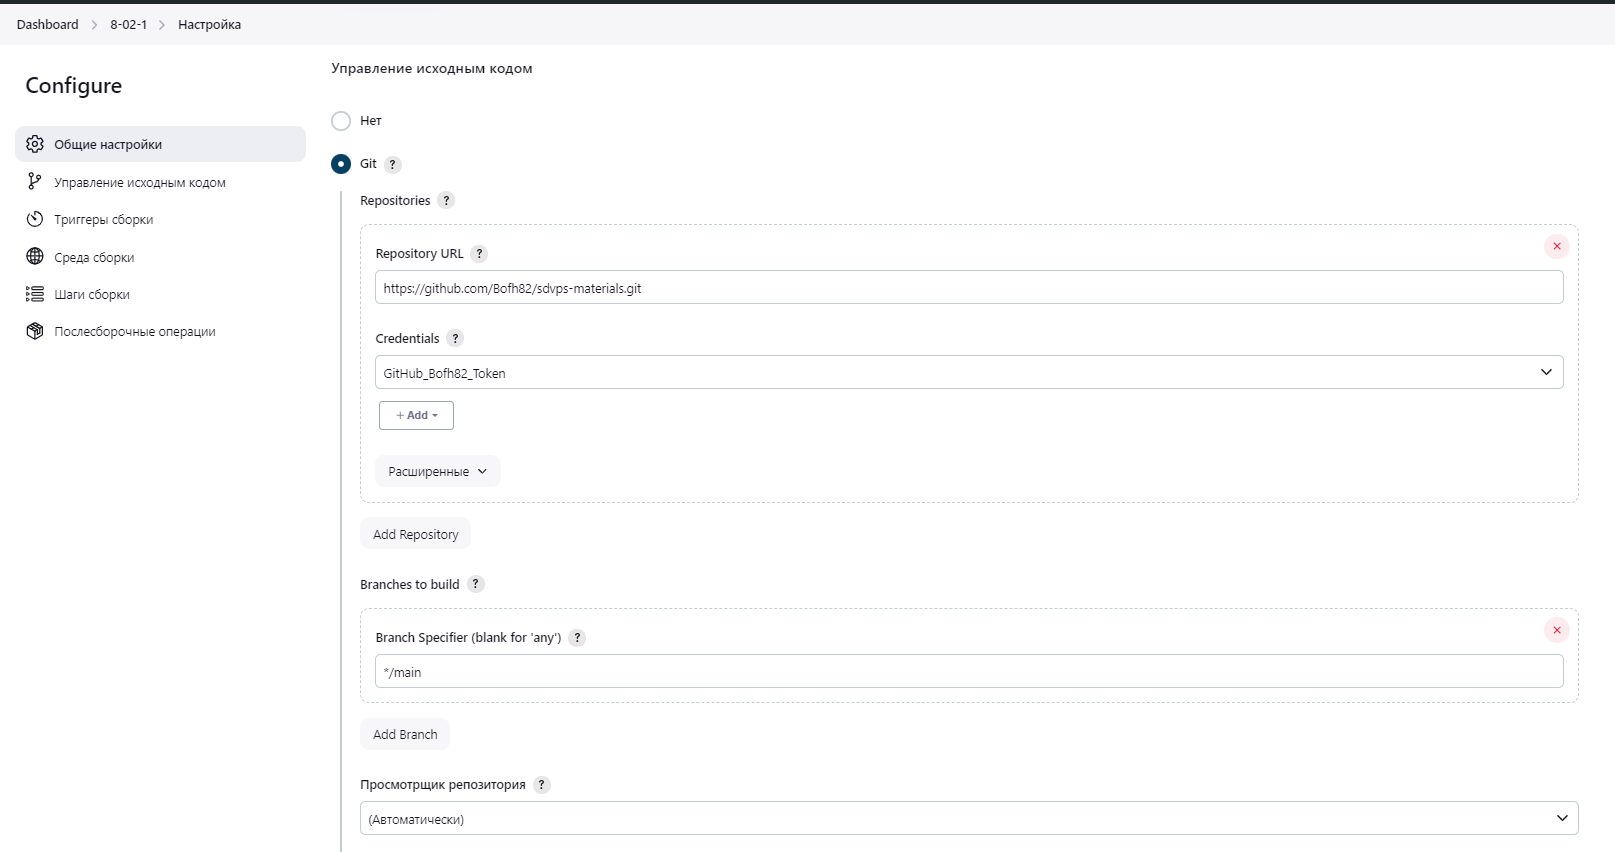 Dashboard > 8-02-1 > Настройка
Configure
Общие настройки
Управление исходным кодом
Триггеры сборки
Среда сборки
Шаги сборки
Послесборочные операции
Управление исходным кодом
Нет
Git ?
Repositories ?
Repository URL ?
https://github.com/Bofh82/sdvps-materials.git
Credentials ?
GitHub_Bofh82_Token
+ Add
Расширенные
Add Repository
Branches to build ?
Branch Specifier (blank for 'any') ?
*/main
Add Branch
Просмотрщик репозитория ?
(Автоматически)